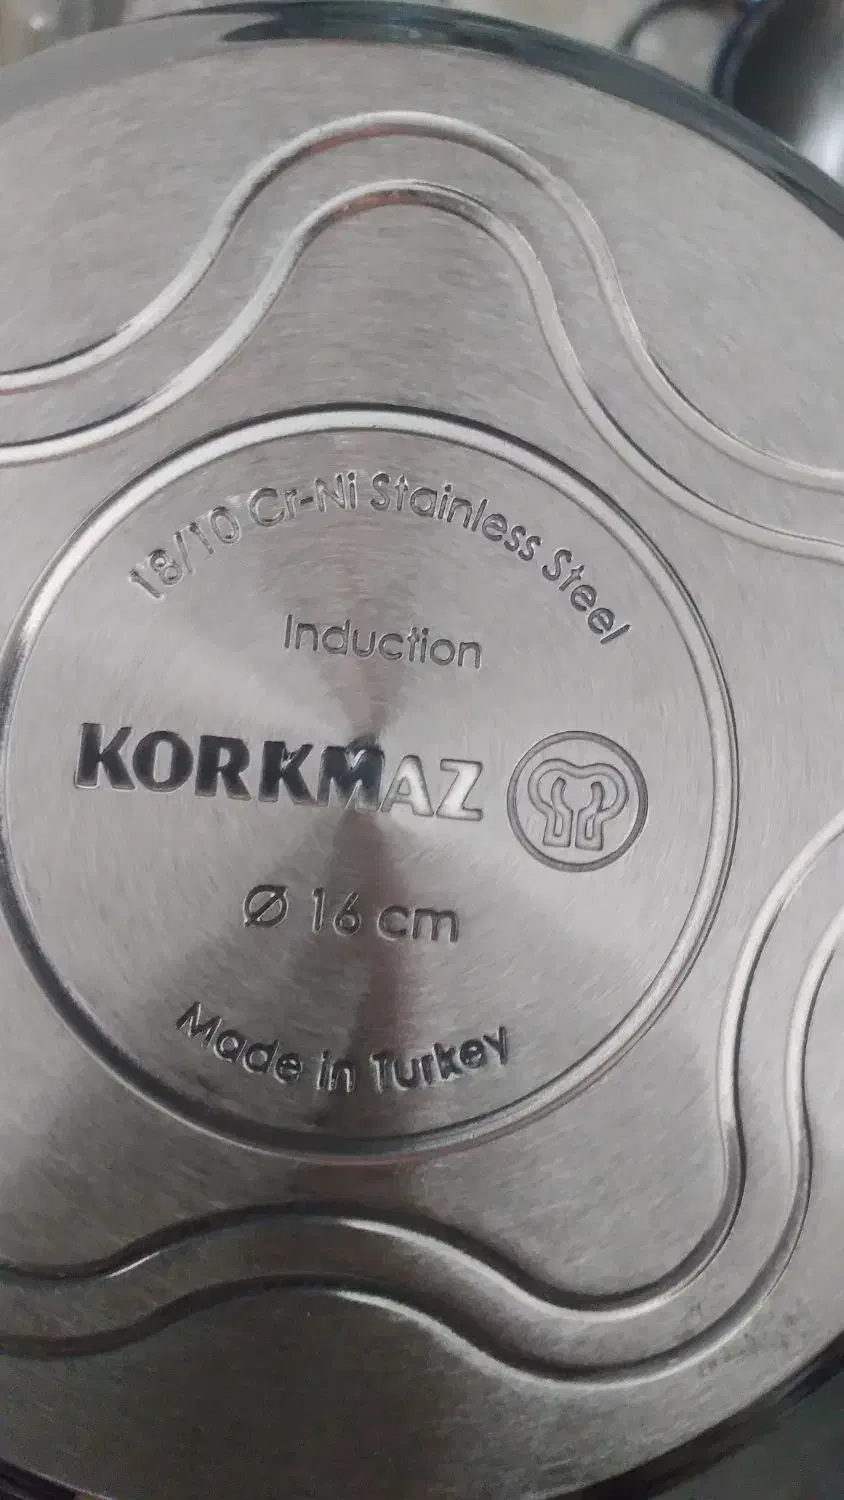 18/10 Cr-Ni Stainless Steel
Induction
KORKMAZ
Ø 16 cm
Made in Turkey